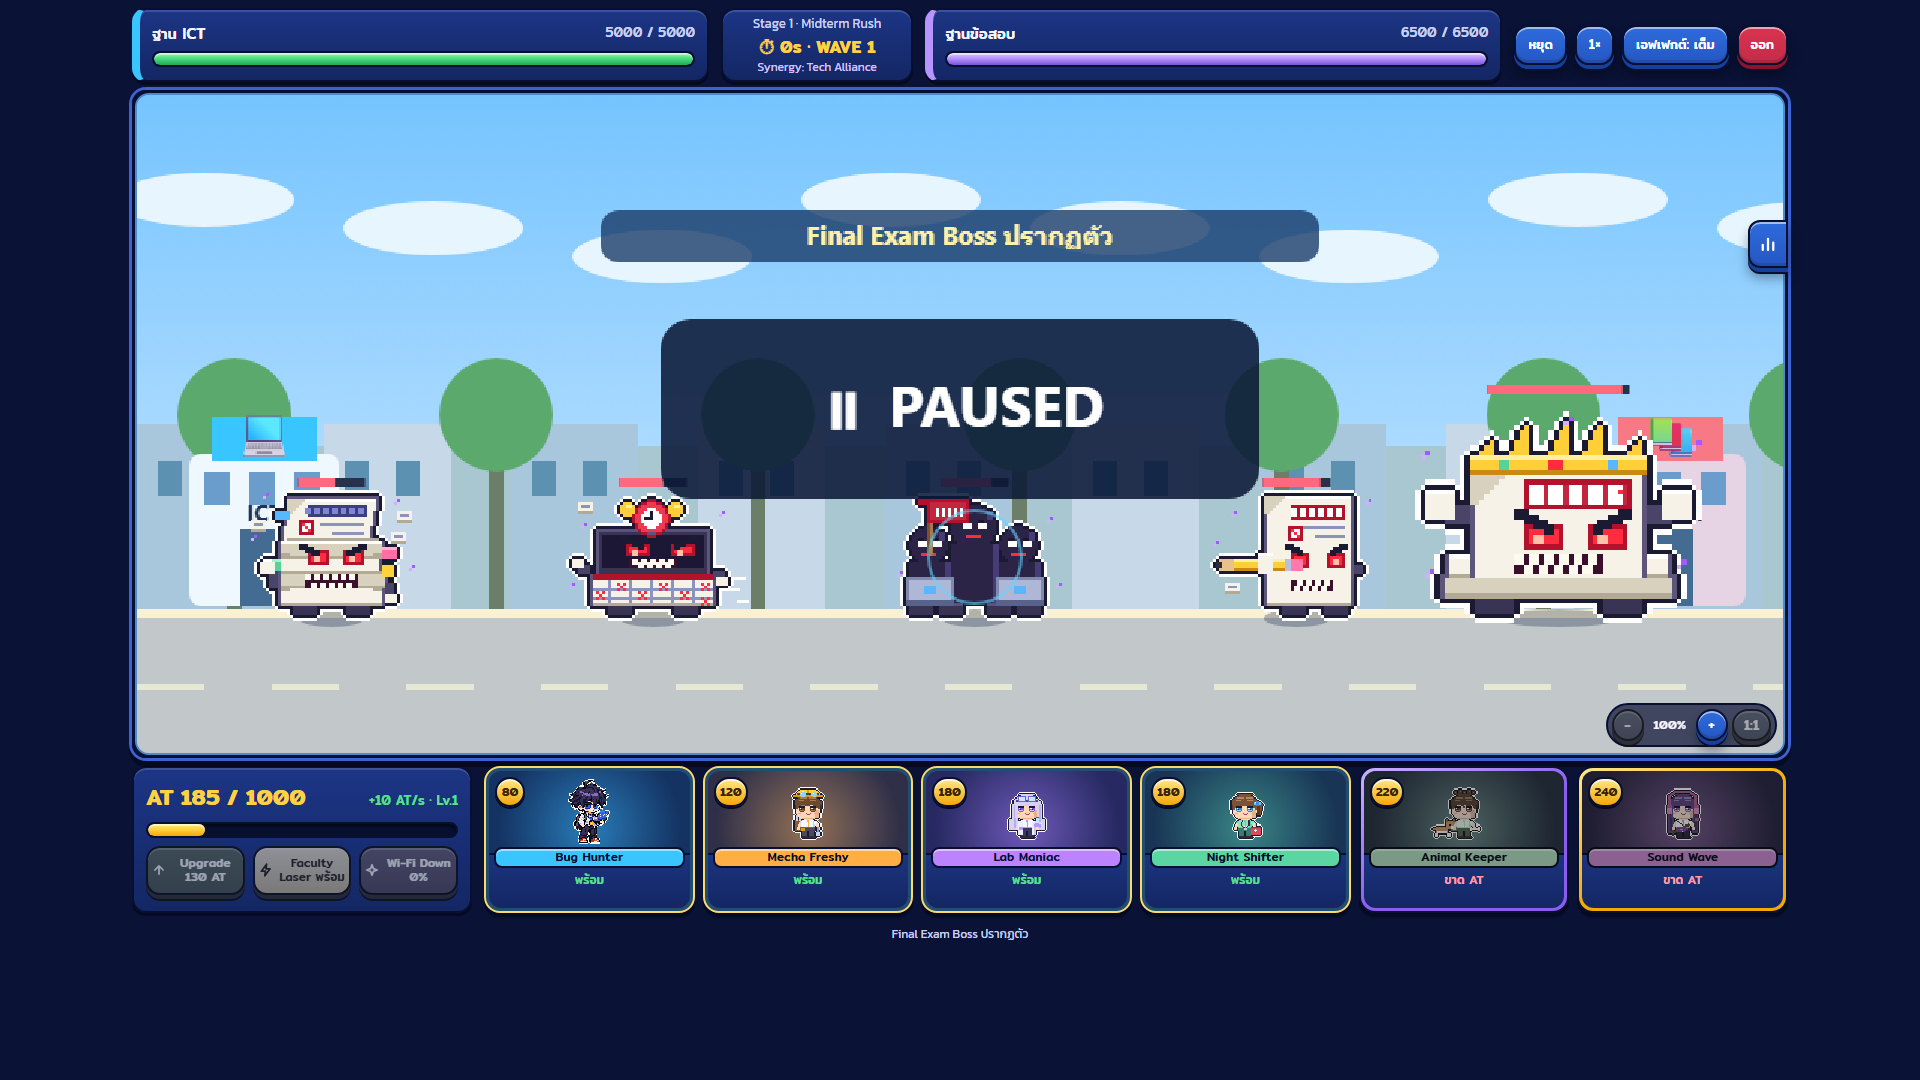 ฐาน ICT
5000 / 5000
Stage 1 · Midterm Rush
⏱ 0s · WAVE 1
Synergy: Tech Alliance
ฐานข้อสอบ
6500 / 6500
หยุด
1×
เอฟเฟกต์: เต็ม
ออก
Final Exam Boss ปรากฏตัว
PAUSED
− 100% + 1:1
AT 185 / 1000
+10 AT/s · Lv.1
Upgrade
130 AT
Faculty
Laser พร้อม
Wi-Fi Down
0%
80
Bug Hunter
พร้อม
120
Mecha Freshy
พร้อม
180
Lab Maniac
พร้อม
180
Night Shifter
พร้อม
220
Animal Keeper
ขาด AT
240
Sound Wave
ขาด AT
Final Exam Boss ปรากฏตัว